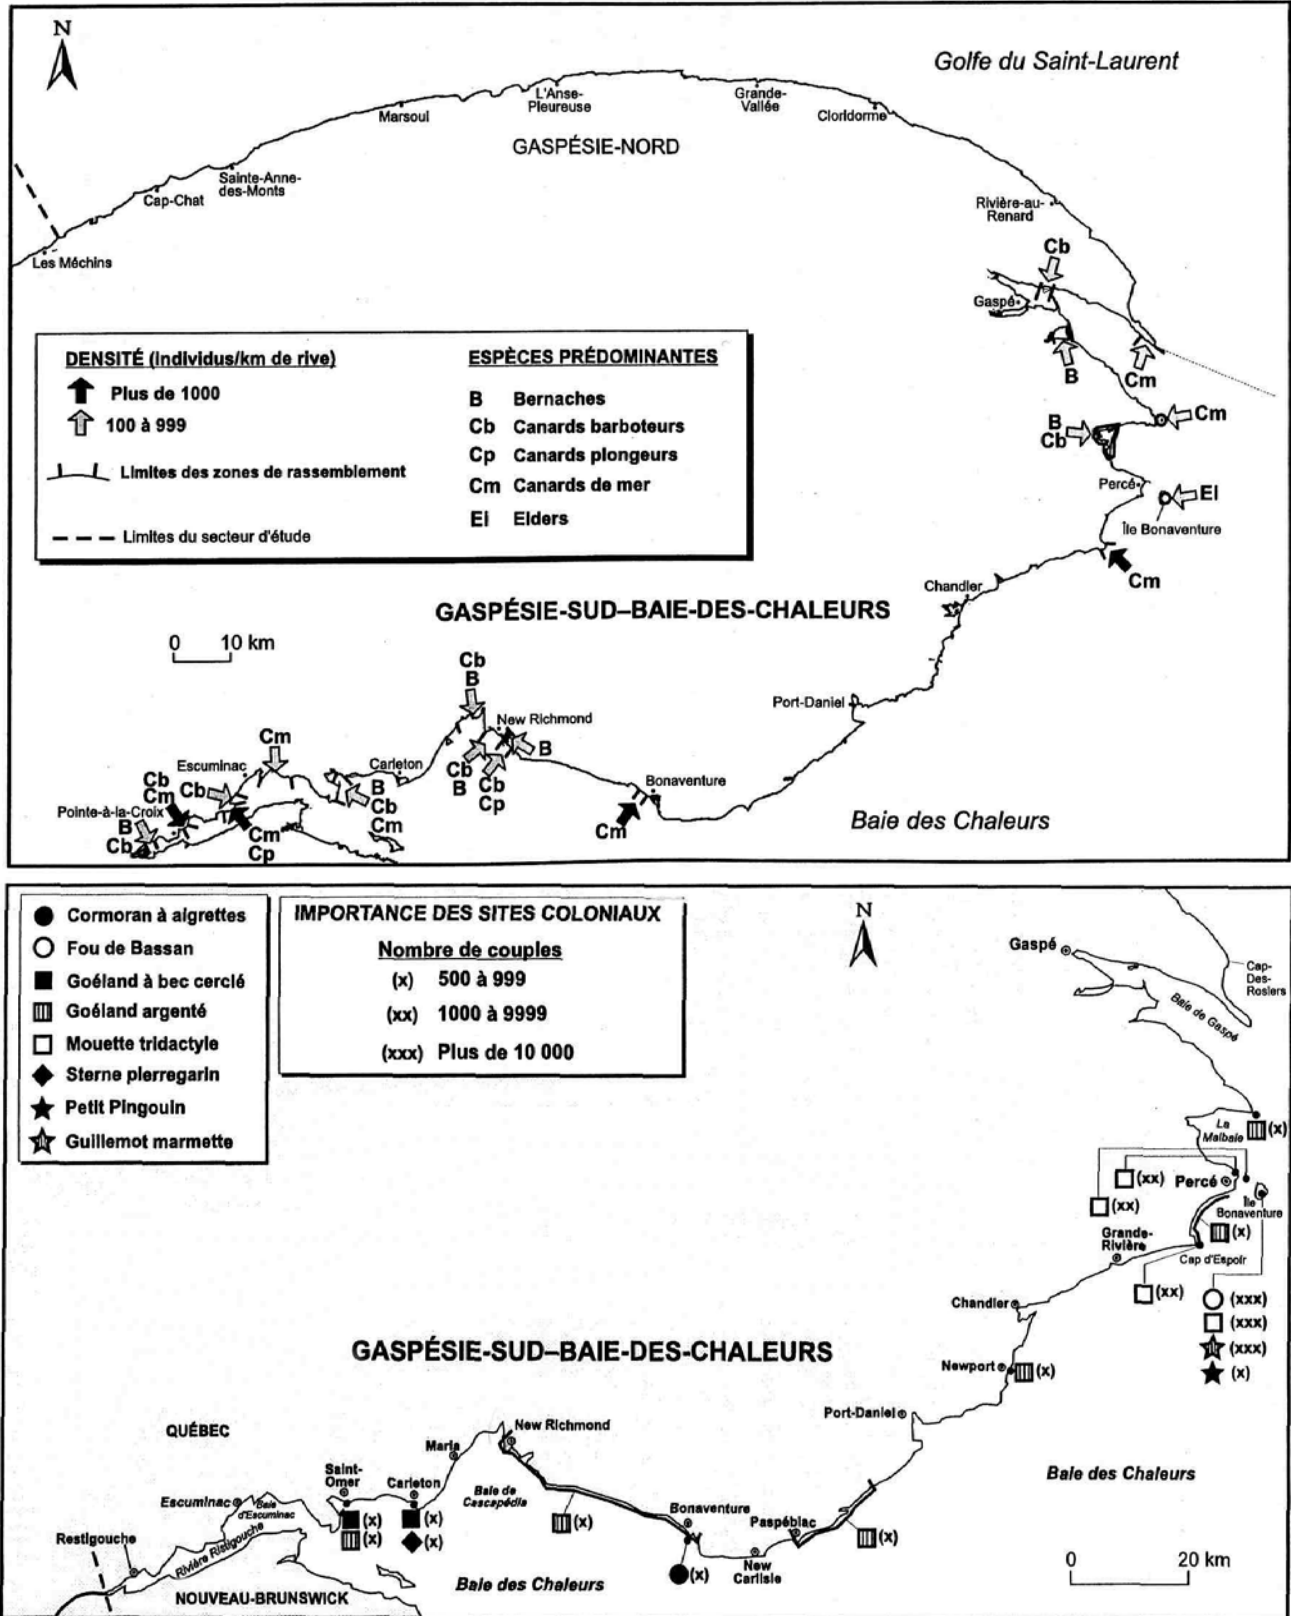 N
Golfe du Saint-Laurent
L'Anse-
Pleureuse
Grande-
Vallée
Marsoui
Cloridorme
GASPÉSIE-NORD
Sainte-Anne-
des-Monts
Cap-Chat
Rivière-au-
Renard
Les Méchins
Cb
Gaspé
B
Cm
DENSITÉ (Individus/km de rive)
Plus de 1000
100 à 999
Limites des zones de rassemblement
Limites du secteur d'étude
ESPÈCES PRÉDOMINANTES
B Bernaches
Cb Canards barboteurs
Cp Canards plongeurs
Cm Canards de mer
Ei Eiders
Cm
B
Cb
Percé
Ei
Île Bonaventure
Cm
Chandler
GASPÉSIE-SUD–BAIE-DES-CHALEURS
0 10 km
Cb
B
Port-Daniel
New Richmond
Cm
B
Carleton
Escuminac
Cb
B
Cb
Cp
Cb
Cm
Cb
B
Cb
Cm
Bonaventure
Pointe-à-la-Croix
B
Cb
Cm
Cp
Cm
Baie des Chaleurs
Cormoran à aigrettes
Fou de Bassan
Goéland à bec cerclé
Goéland argenté
Mouette tridactyle
Sterne pierregarin
Petit Pingouin
Guillemot marmette
IMPORTANCE DES SITES COLONIAUX
Nombre de couples
(x) 500 à 999
(xx) 1000 à 9999
(xxx) Plus de 10 000
N
Gaspé
Cap-
Des-
Rosiers
Baie de Gaspé
La
Malbaie
(x)
(xx)
Percé
(xx)
Île
Bonaventure
(x)
Grande-
Rivière
Cap d'Espoir
(xx)
Chandler
(xxx)
(xxx)
(xxx)
(x)
GASPÉSIE-SUD–BAIE-DES-CHALEURS
Newport
(x)
Port-Daniel
QUÉBEC
New Richmond
Maria
Baie des Chaleurs
Saint-
Omer
Carleton
Baie de
Cascapédia
Escuminac
Baie
d'Escuminac
Bonaventure
Paspébiac
(x)
(x)
(x)
(x)
(x)
(x)
Restigouche
Rivière Ristigouche
New
Carlisle
(x)
Baie des Chaleurs
NOUVEAU-BRUNSWICK
0 20 km